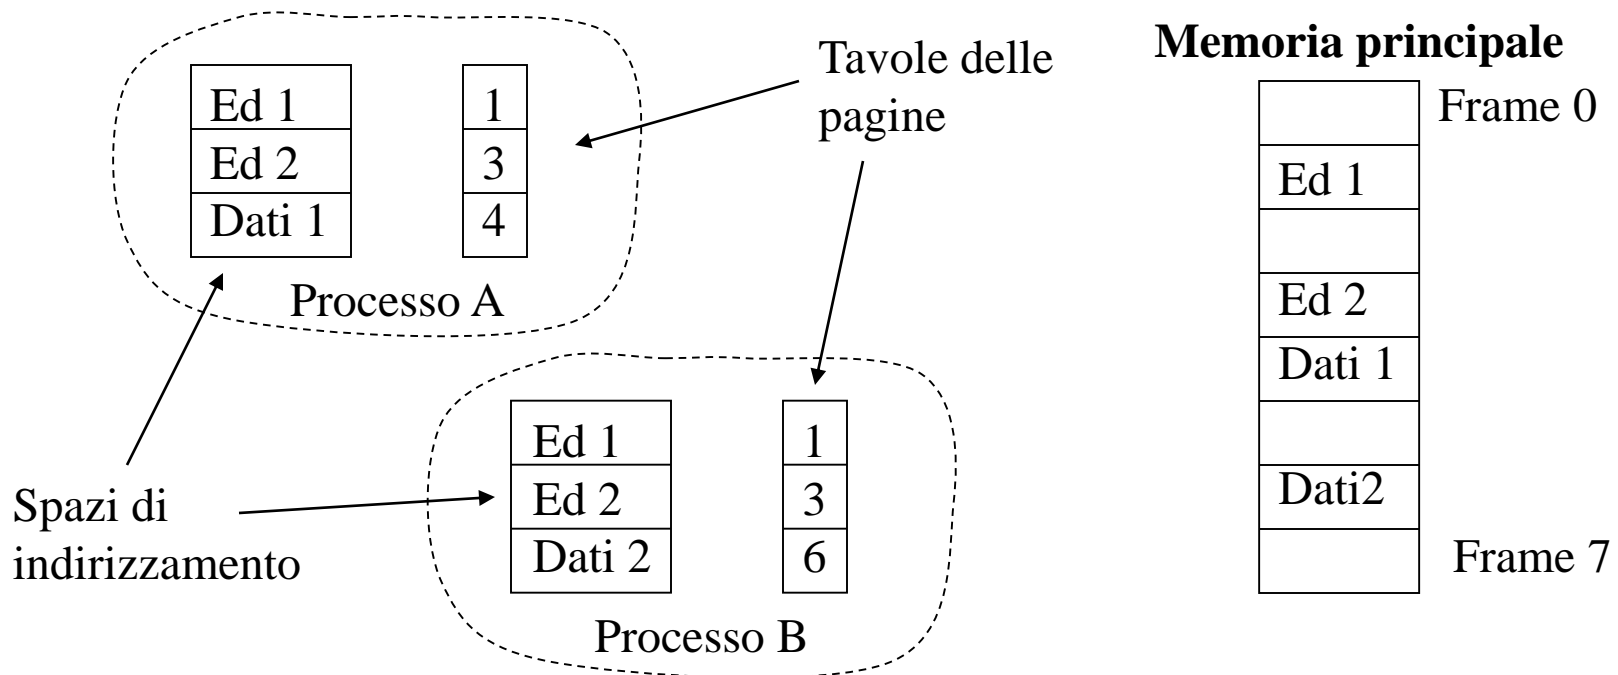 Ed 1
Ed 2
Dati 1
1
3
4
Processo A
Tavole delle
pagine
Ed 1
Ed 2
Dati 2
1
3
6
Processo B
Spazi di
indirizzamento
Memoria principale
Frame 0
Ed 1
Ed 2
Dati 1
Dati2
Frame 7